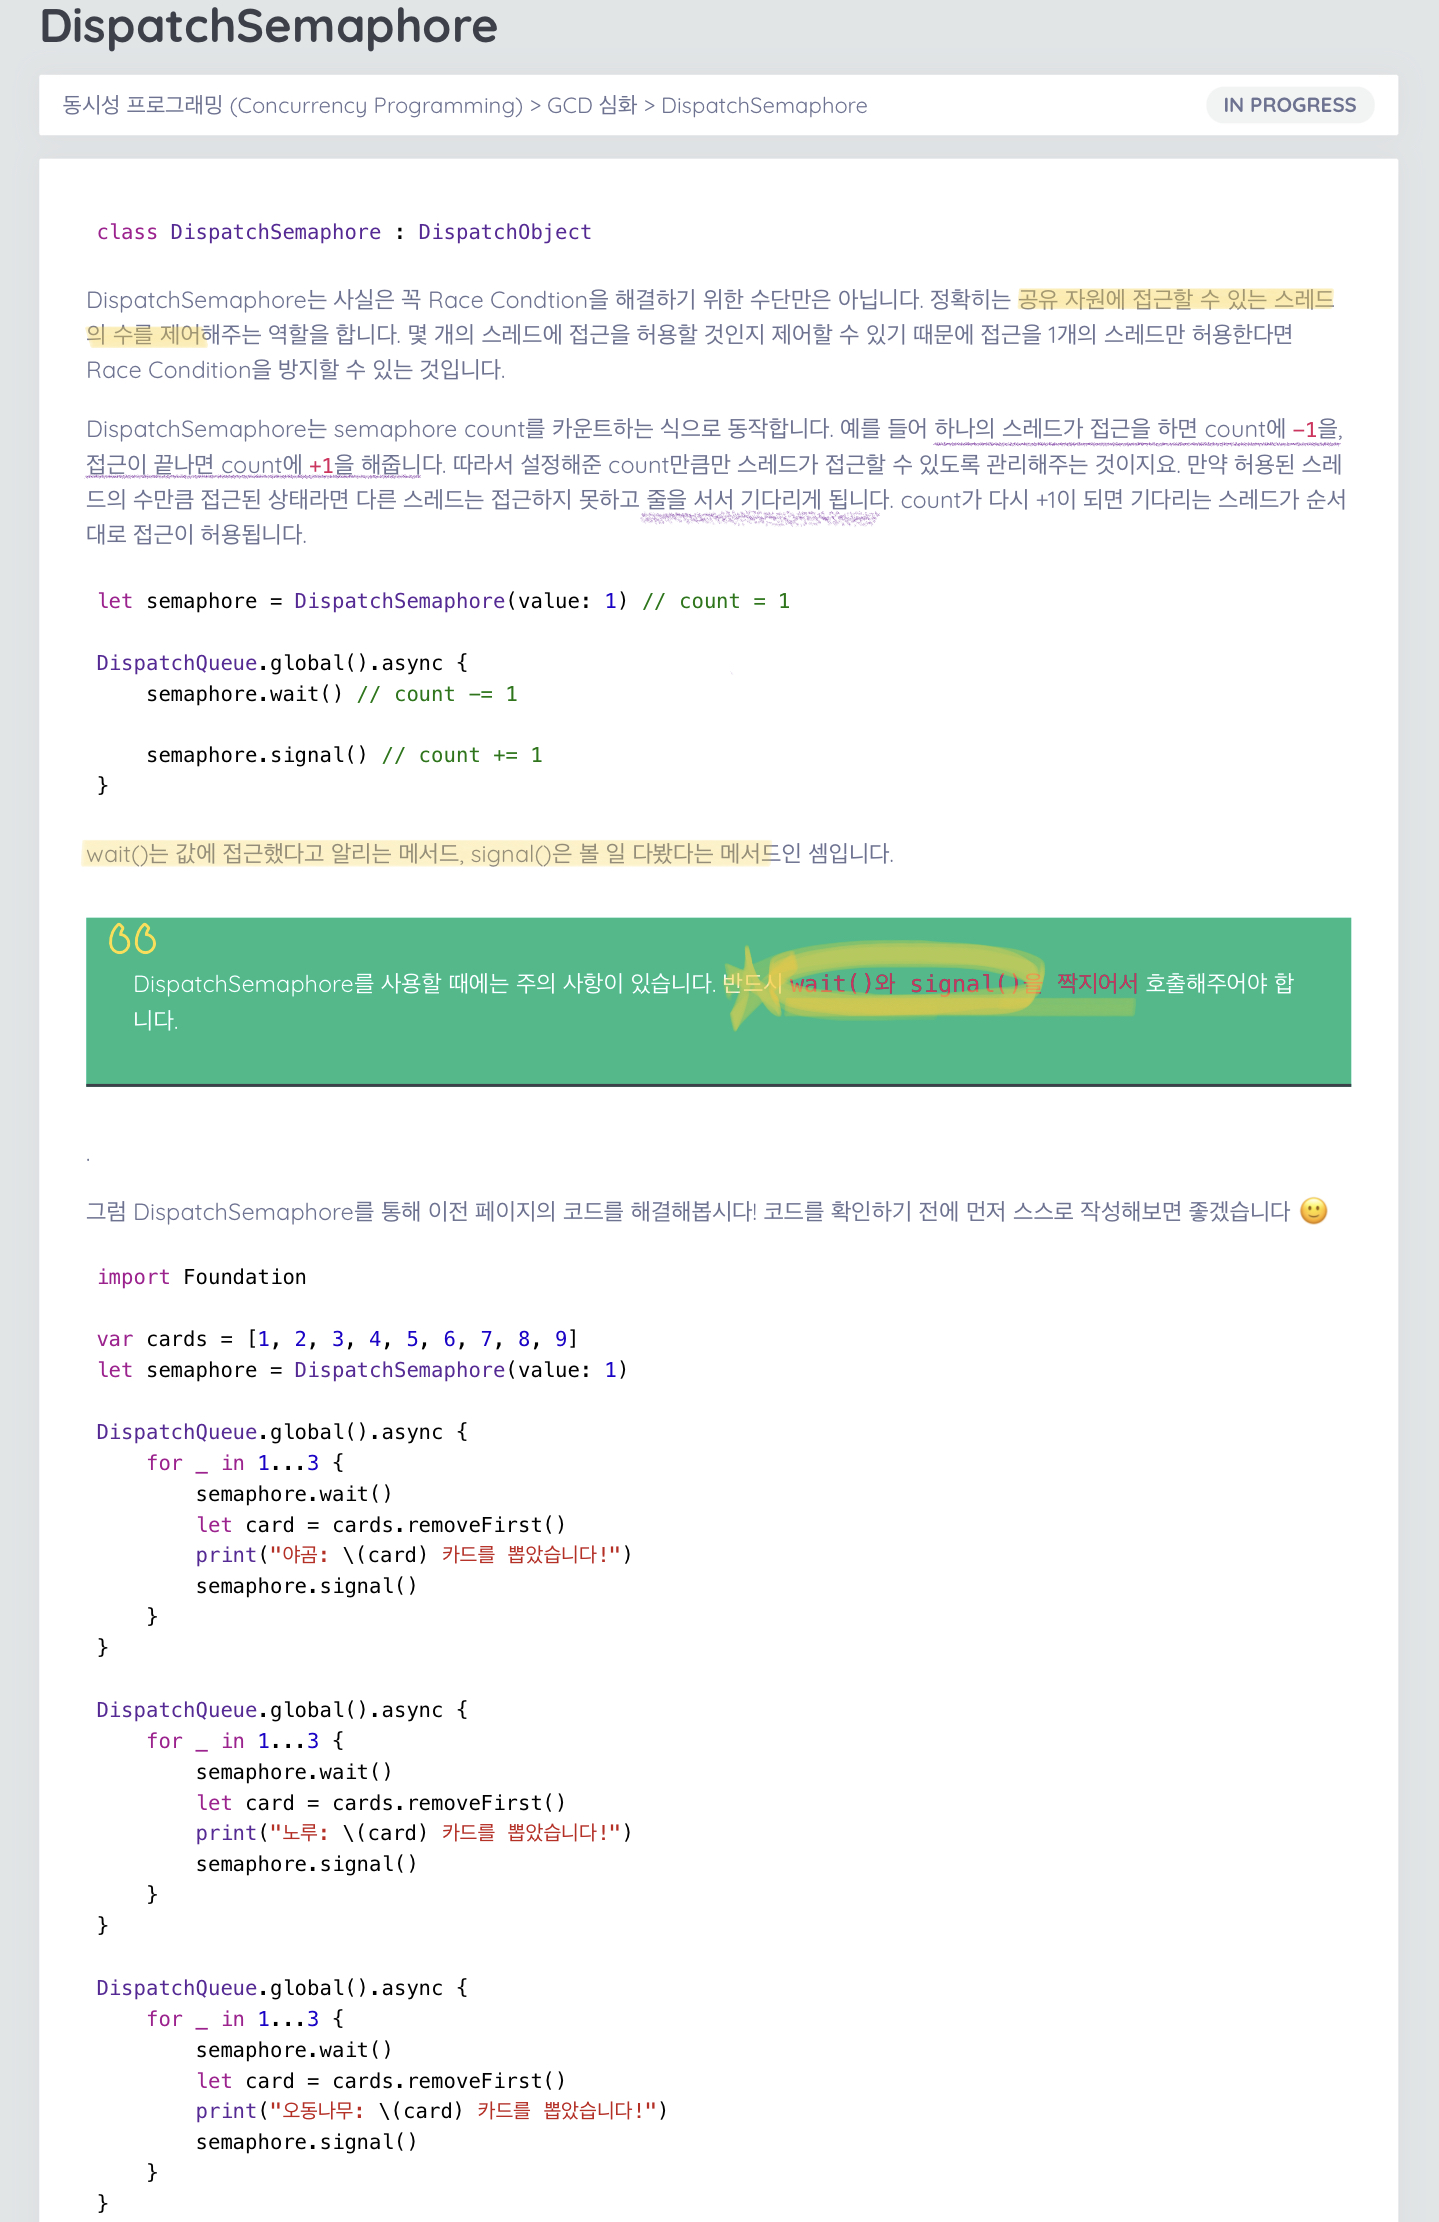 DispatchSemaphore
동시성 프로그래밍 (Concurrency Programming) > GCD 심화 > DispatchSemaphore
IN PROGRESS
class DispatchSemaphore : DispatchObject
DispatchSemaphore는 사실은 꼭 Race Condtion을 해결하기 위한 수단만은 아닙니다. 정확히는 공유 자원에 접근할 수 있는 스레드
의 수를 제어해주는 역할을 합니다. 몇 개의 스레드에 접근을 허용할 것인지 제어할 수 있기 때문에 접근을 1개의 스레드만 허용한다면
Race Condition을 방지할 수 있는 것입니다.
DispatchSemaphore는 semaphore count를 카운트하는 식으로 동작합니다. 예를 들어 하나의 스레드가 접근을 하면 count에 -1을,
접근이 끝나면 count에 +1을 해줍니다. 따라서 설정해준 count만큼만 스레드가 접근할 수 있도록 관리해주는 것이지요. 만약 허용된 스레
드의 수만큼 접근된 상태라면 다른 스레드는 접근하지 못하고 줄을 서서 기다리게 됩니다. count가 다시 +1이 되면 기다리는 스레드가 순서
대로 접근이 허용됩니다.
let semaphore = DispatchSemaphore(value: 1) // count = 1
DispatchQueue.global().async {
    semaphore.wait() // count -= 1
    semaphore.signal() // count += 1
}
wait()는 값에 접근했다고 알리는 메서드, signal()은 볼 일 다봤다는 메서드인 셈입니다.
DispatchSemaphore를 사용할 때에는 주의 사항이 있습니다. 반드시 wait()와 signal()을 짝지어서 호출해주어야 합
니다.
.
그럼 DispatchSemaphore를 통해 이전 페이지의 코드를 해결해봅시다! 코드를 확인하기 전에 먼저 스스로 작성해보면 좋겠습니다 🙂
import Foundation
var cards = [1, 2, 3, 4, 5, 6, 7, 8, 9]
let semaphore = DispatchSemaphore(value: 1)
DispatchQueue.global().async {
    for _ in 1...3 {
        semaphore.wait()
        let card = cards.removeFirst()
        print("야곰: \(card) 카드를 뽑았습니다!")
        semaphore.signal()
    }
}
DispatchQueue.global().async {
    for _ in 1...3 {
        semaphore.wait()
        let card = cards.removeFirst()
        print("노루: \(card) 카드를 뽑았습니다!")
        semaphore.signal()
    }
}
DispatchQueue.global().async {
    for _ in 1...3 {
        semaphore.wait()
        let card = cards.removeFirst()
        print("오동나무: \(card) 카드를 뽑았습니다!")
        semaphore.signal()
    }
}